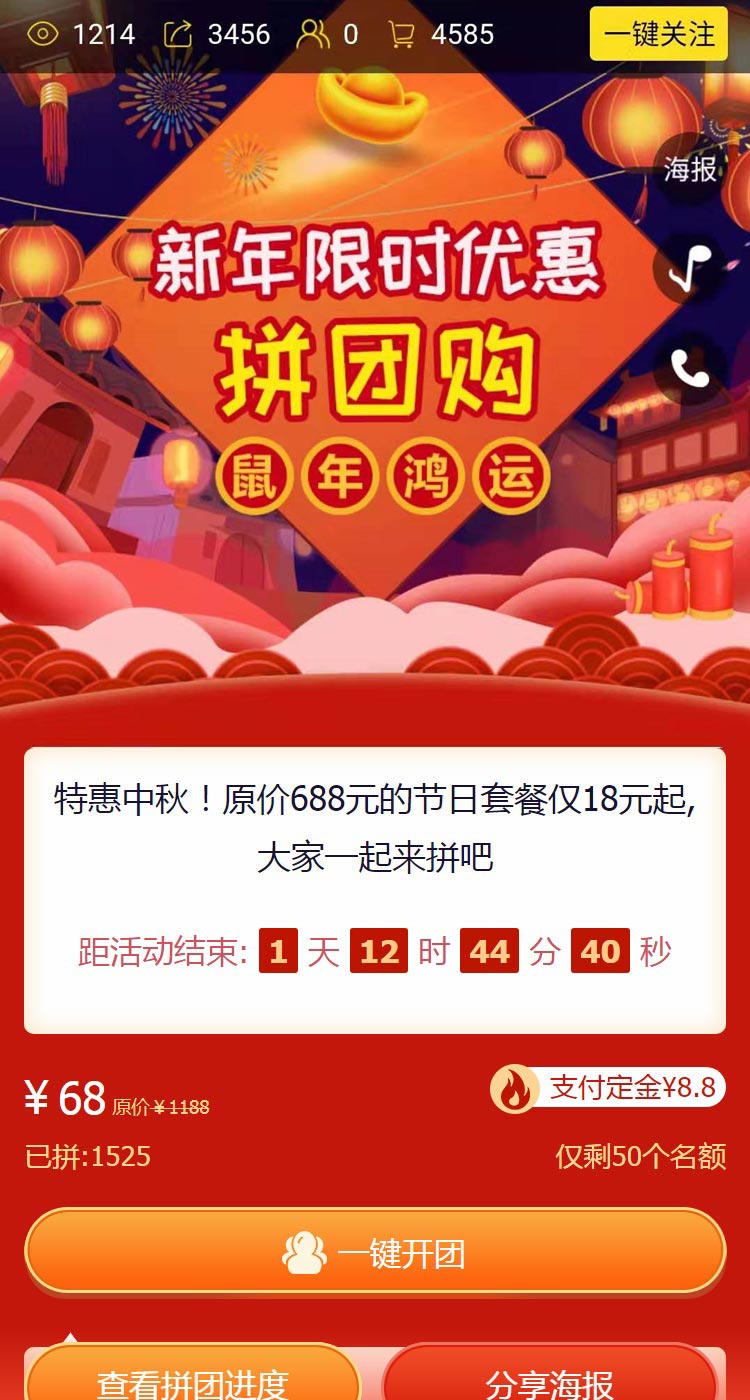 1214 3456 0 4585 一键关注
海报
新年限时优惠
拼团购
鼠年鸿运
特惠中秋！原价688元的节日套餐仅18元起,
大家一起来拼吧
距活动结束: 1 天 12 时 44 分 40 秒
¥68 原价¥1188 支付定金¥8.8
已拼:1525 仅剩50个名额
一键开团
查看拼团进度 分享海报